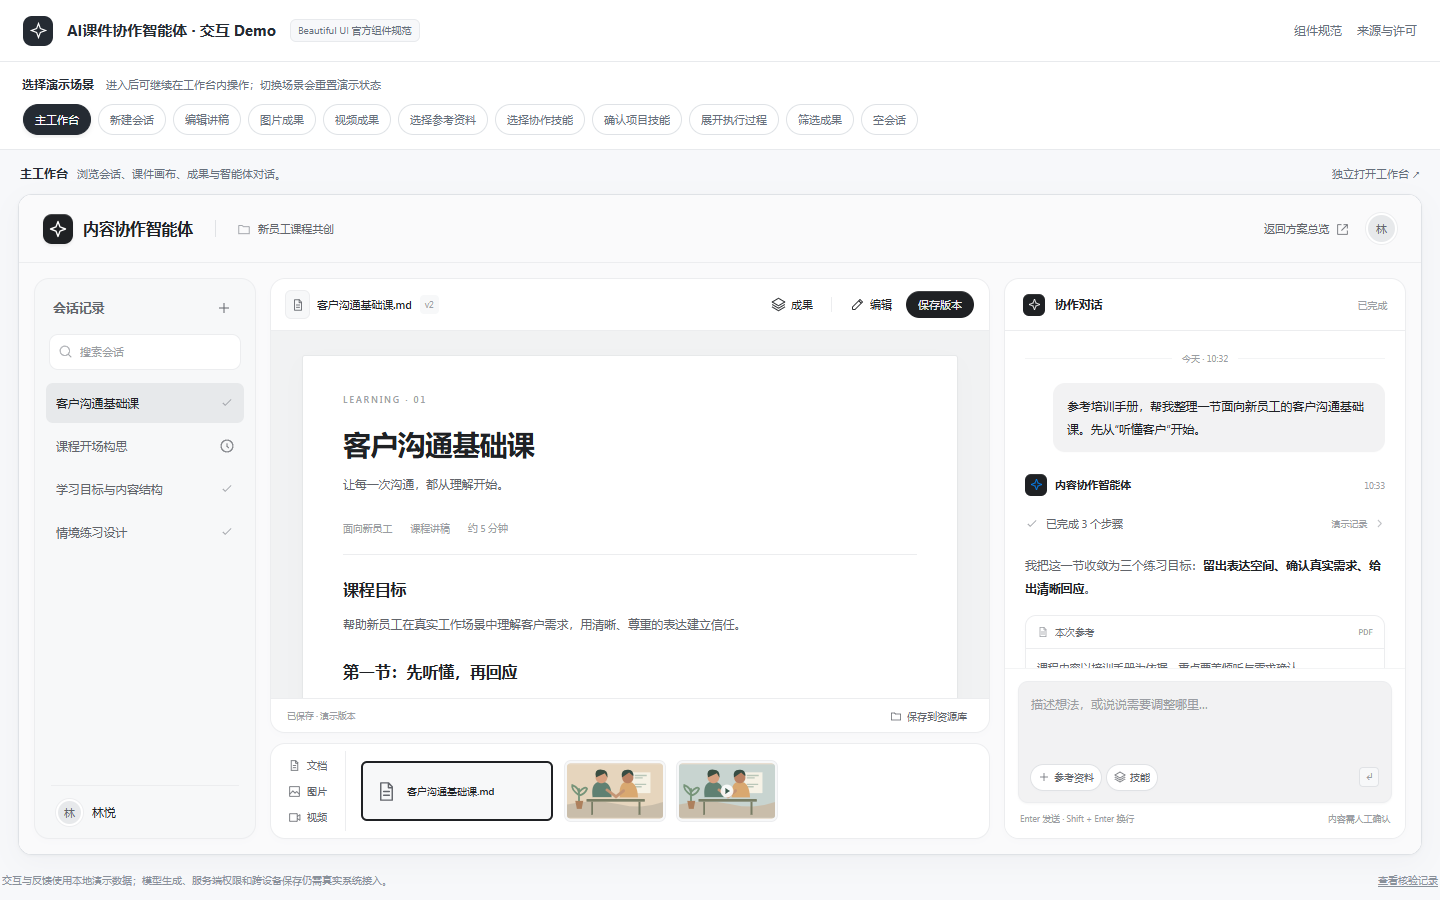 AI课件协作智能体 · 交互 Demo
Beautiful UI 官方组件规范
组件规范
来源与许可
选择演示场景
进入后可继续在工作台内操作；切换场景会重置演示状态
主工作台
新建会话
编辑讲稿
图片成果
视频成果
选择参考资料
选择协作技能
确认项目技能
展开执行过程
筛选成果
空会话
主工作台
浏览会话、课件画布、成果与智能体对话。
独立打开工作台 ↗
内容协作智能体
新员工课程共创
返回方案总览
林
会话记录
搜索会话
客户沟通基础课
课程开场构思
学习目标与内容结构
情境练习设计
林
林悦
客户沟通基础课.md
v2
成果
编辑
保存版本
LEARNING · 01
客户沟通基础课
让每一次沟通，都从理解开始。
面向新员工
课程讲稿
约 5 分钟
课程目标
帮助新员工在真实工作场景中理解客户需求，用清晰、尊重的表达建立信任。
第一节：先听懂，再回应
已保存 · 演示版本
保存到资源库
文档
图片
视频
客户沟通基础课.md
协作对话
已完成
今天 · 10:32
参考培训手册，帮我整理一节面向新员工的客户沟通基础
课。先从“听懂客户”开始。
内容协作智能体
10:33
已完成 3 个步骤
演示记录
我把这一节收敛为三个练习目标：留出表达空间、确认真实需求、给
出清晰回应。
本次参考
PDF
课程内容以培训手册为依据，重点覆盖倾听与需求确认
描述想法，或说说需要调整哪里...
参考资料
技能
Enter 发送 · Shift + Enter 换行
内容需人工确认
交互与反馈使用本地演示数据；模型生成、服务端权限和跨设备保存仍需真实系统接入。
查看核验记录